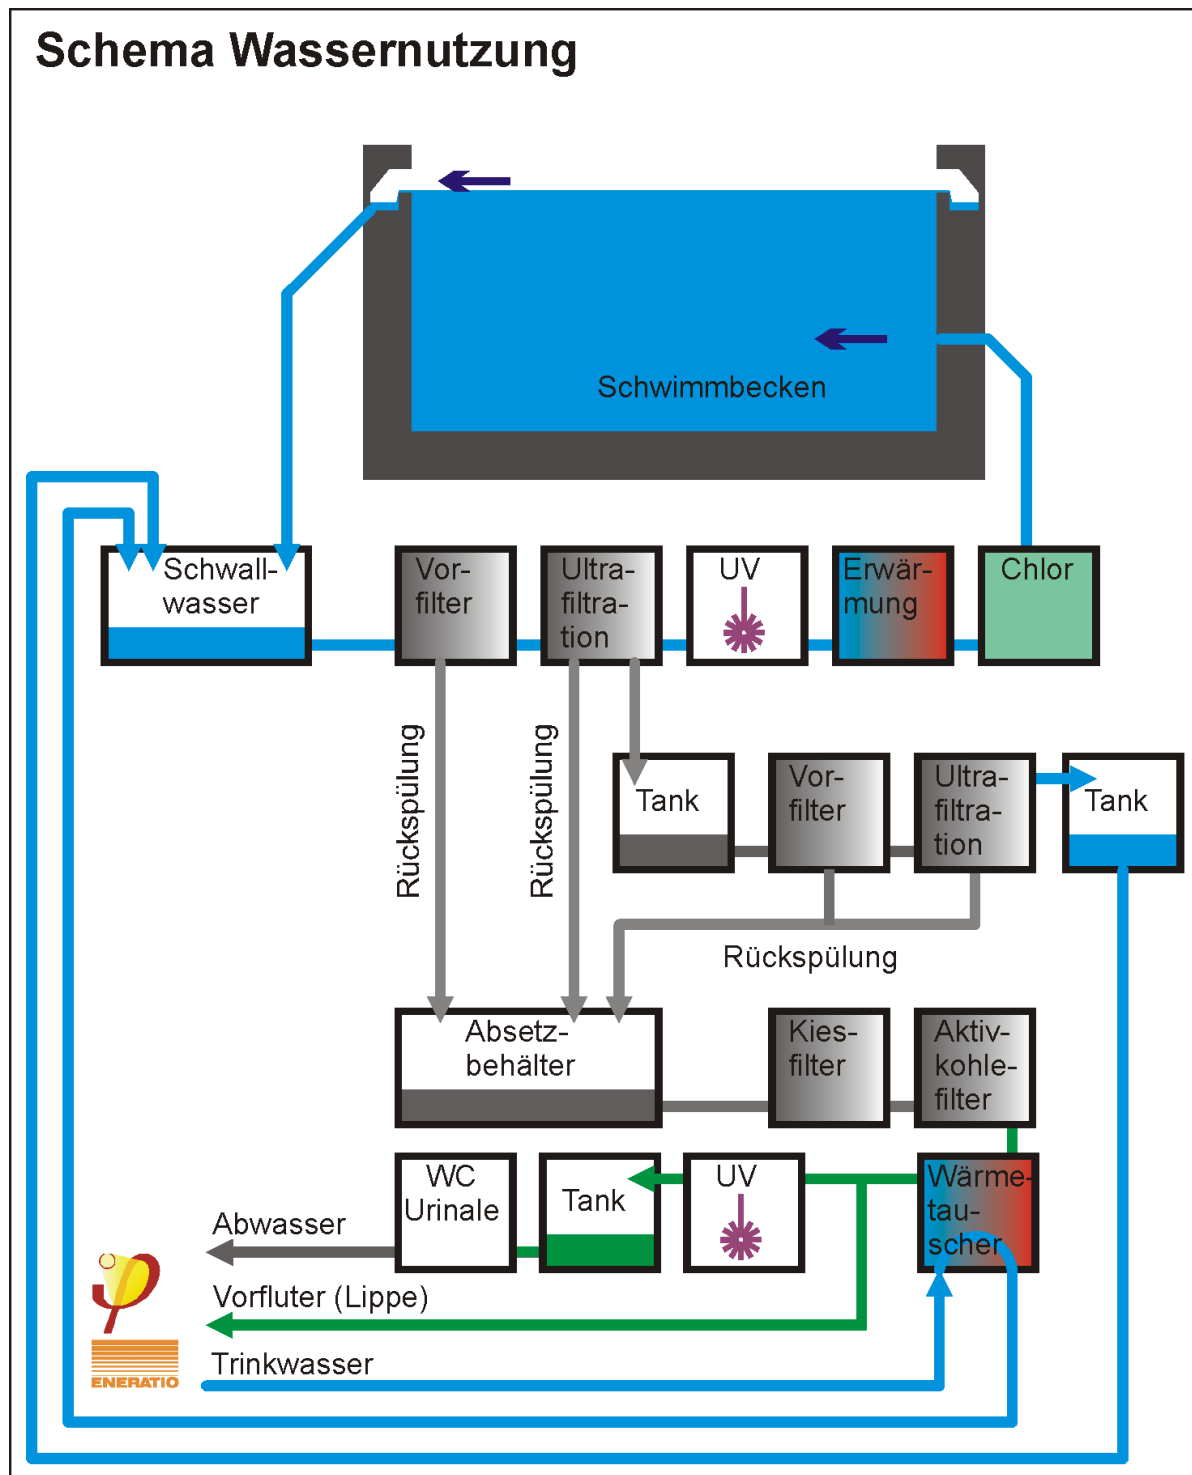 Schema Wassernutzung
Schwimmbecken
Schwall-
wasser
Vor-
filter
Ultra-
filtra-
tion
UV
Erwär-
mung
Chlor
Rückspülung
Rückspülung
Tank
Vor-
filter
Ultra-
filtra-
tion
Tank
Rückspülung
Absetz-
behälter
Kies-
filter
Aktiv-
kohle-
filter
WC
Urinale
Tank
UV
Wärme-
tau-
scher
Abwasser
Vorfluter (Lippe)
Trinkwasser
ENERATIO